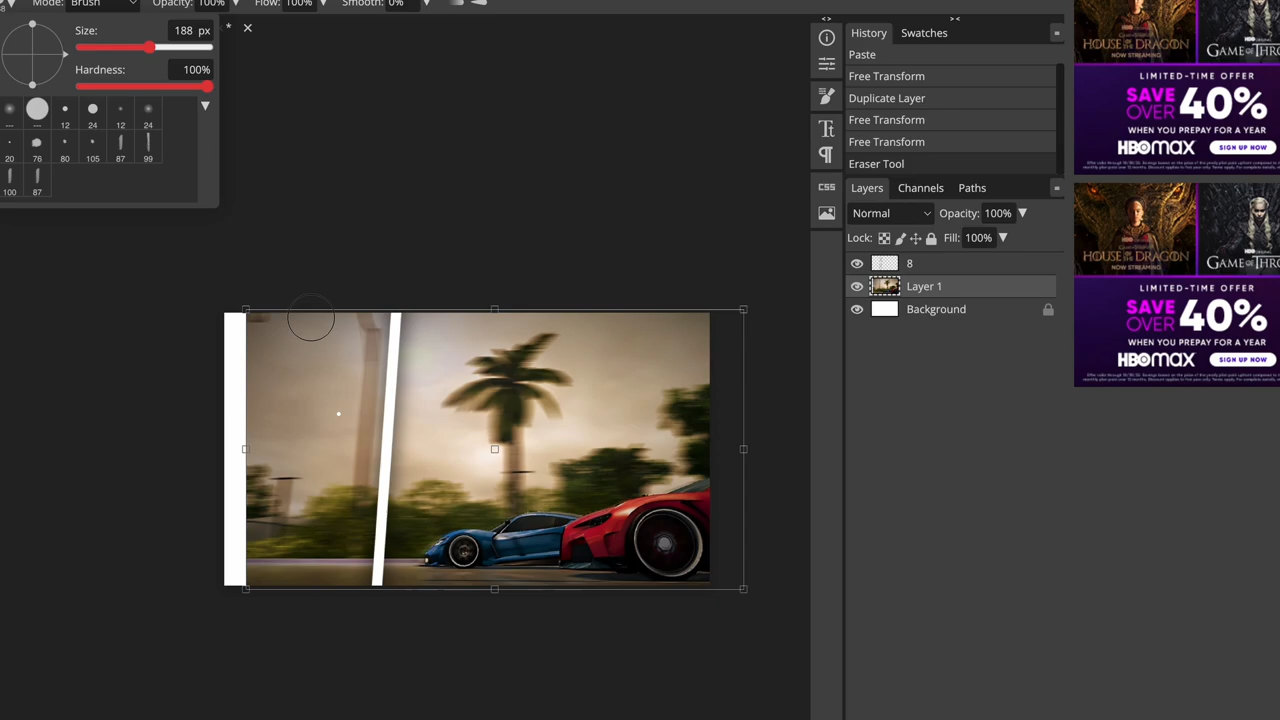 Mode: Brush Opacity: 100% Flow: 100% Smooth: 0%
Size: 188 px
Hardness: 100%
--- --- 12 24 12 24
20 76 80 105 87 99
100 87
*
History Swatches
Paste
Free Transform
Duplicate Layer
Free Transform
Free Transform
Eraser Tool
Layers Channels Paths
Normal Opacity: 100%
Lock: Fill: 100%
8
Layer 1
Background
CSS
HOUSE OF THE DRAGON
NOW STREAMING
GAME OF THRO
LIMITED-TIME OFFER
SAVE OVER 40%
WHEN YOU PREPAY FOR A YEAR
HBOMAX SIGN UP NOW
HOUSE OF THE DRAGON
NOW STREAMING
GAME OF THR
LIMITED-TIME OFFER
SAVE OVER 40%
WHEN YOU PREPAY FOR A YEAR
HBOMAX SIGN UP NOW